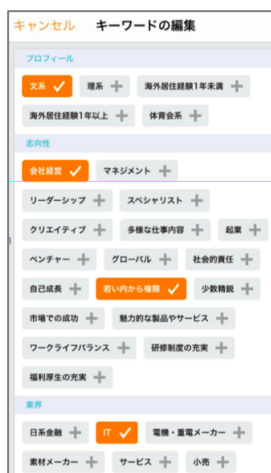 キャンセル キーワードの編集
プロフィール
文系 理系 海外居住経験1年未満
海外居住経験1年以上 体育会系
志向性
会社経営 マネジメント
リーダーシップ スペシャリスト
クリエイティブ 多様な仕事内容 起業
ベンチャー グローバル 社会的責任
自己成長 若い内から権限 少数精鋭
市場での成功 魅力的な製品やサービス
ワークライフバランス 研修制度の充実
福利厚生の充実
業界
日系金融 IT 電機・重電メーカー
素材メーカー サービス 小売